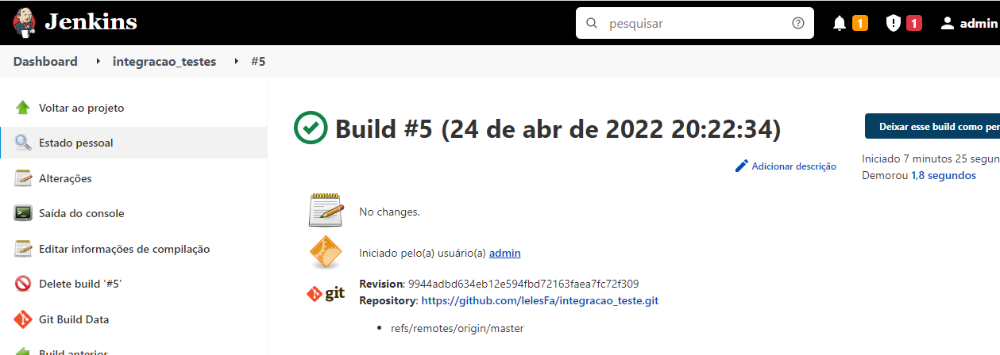 Jenkins
pesquisar
1
1
admin
Dashboard
integracao_testes
#5
Voltar ao projeto
Estado pessoal
Alterações
Saída do console
Editar informações de compilação
Delete build ‘#5’
Git Build Data
Build anterior
Build #5 (24 de abr de 2022 20:22:34)
Deixar esse build como per
Adicionar descrição
Iniciado 7 minutos 25 segun
Demorou 1,8 segundos
No changes.
Iniciado pelo(a) usuário(a) admin
git
Revision: 9944adbd634eb12e594fbd72163faea7fc72f309
Repository: https://github.com/lelesFa/integracao_teste.git
refs/remotes/origin/master